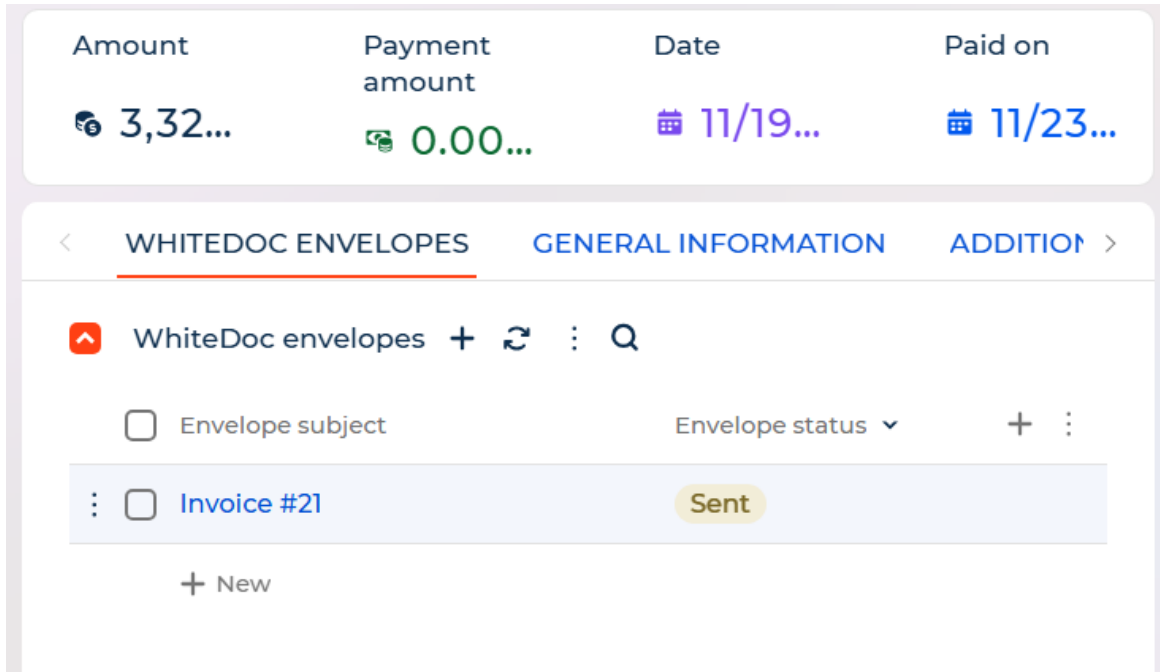 Amount
Payment
amount
Date
Paid on
3,32...
0.00...
11/19...
11/23...
WHITEDOC ENVELOPES
GENERAL INFORMATION
ADDITION
WhiteDoc envelopes
Envelope subject
Envelope status
Invoice #21
Sent
New